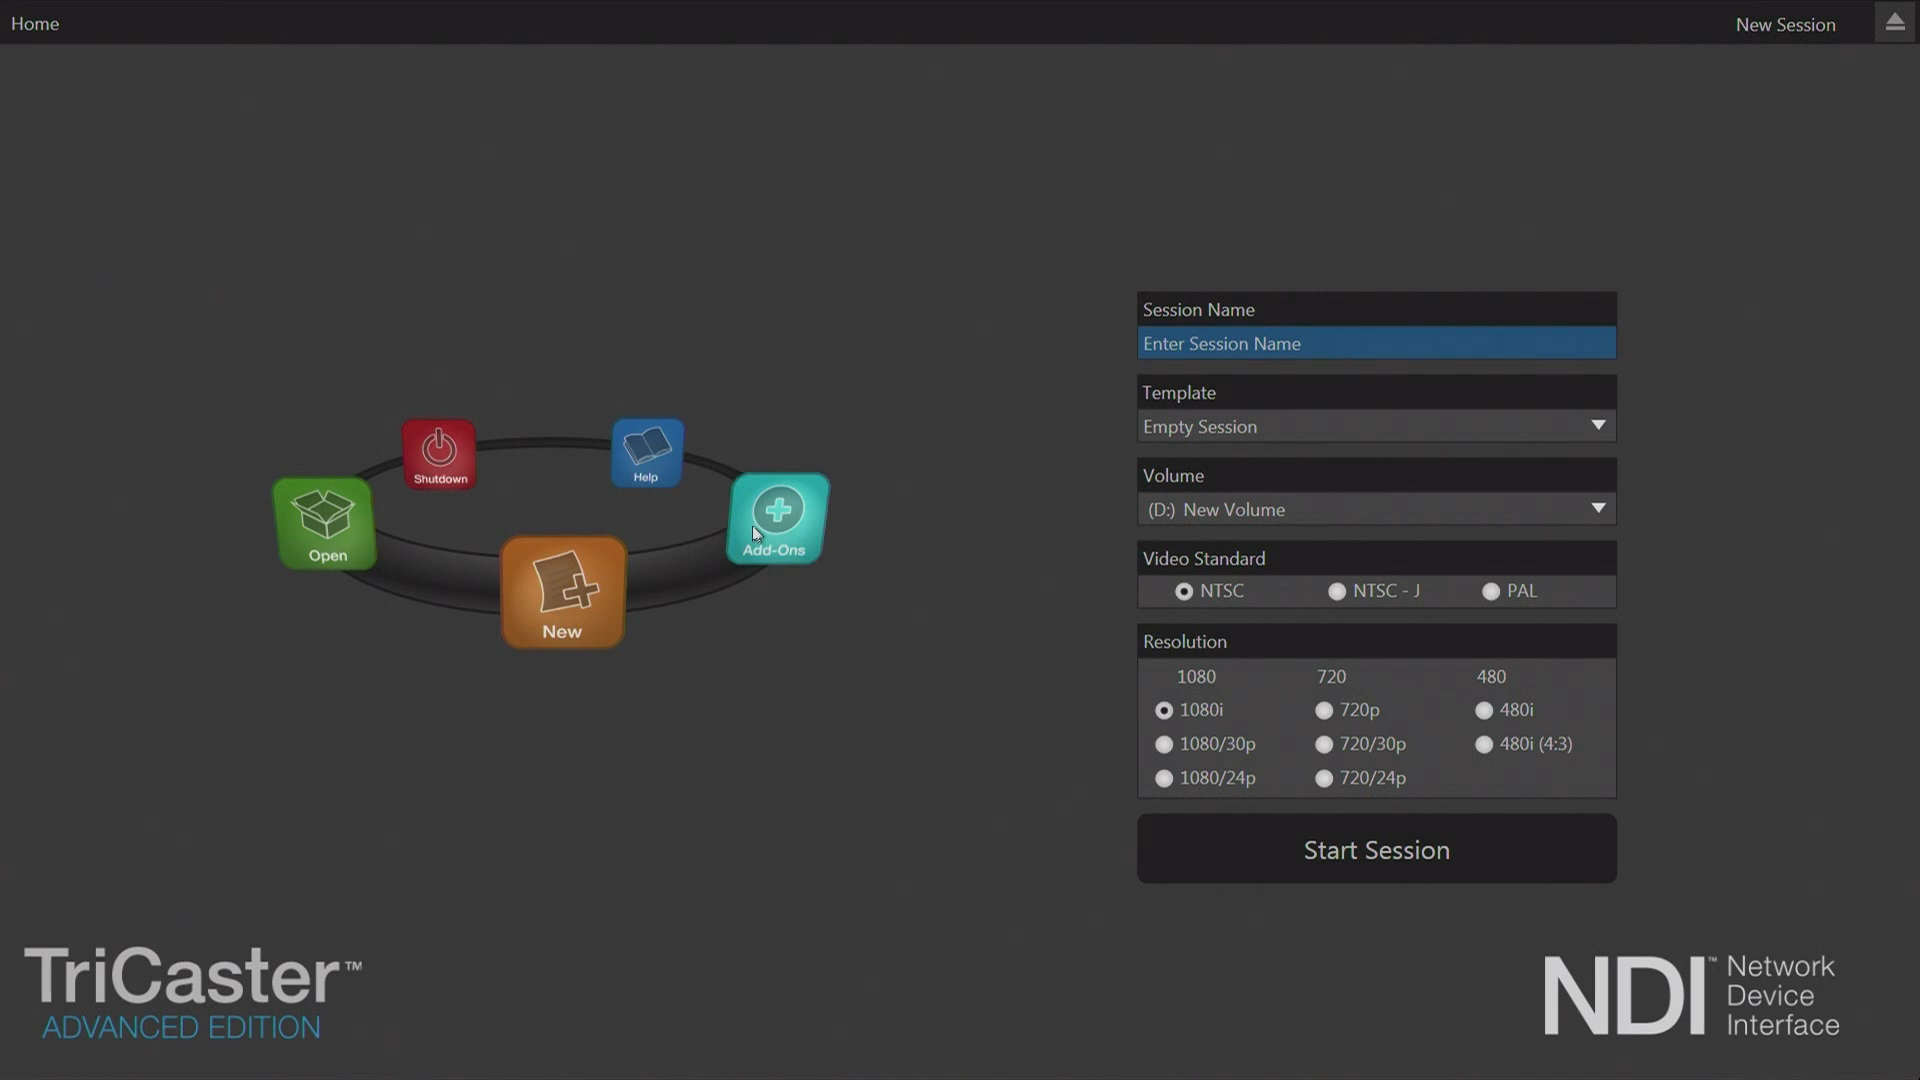 Home
New Session
Shutdown
Help
Open
Add-Ons
New
Session Name
Enter Session Name
Template
Empty Session
Volume
(D:) New Volume
Video Standard
NTSC NTSC - J PAL
Resolution
1080 720 480
1080i 720p 480i
1080/30p 720/30p 480i (4:3)
1080/24p 720/24p
Start Session
TriCaster™
ADVANCED EDITION
NDI™
Network
Device
Interface